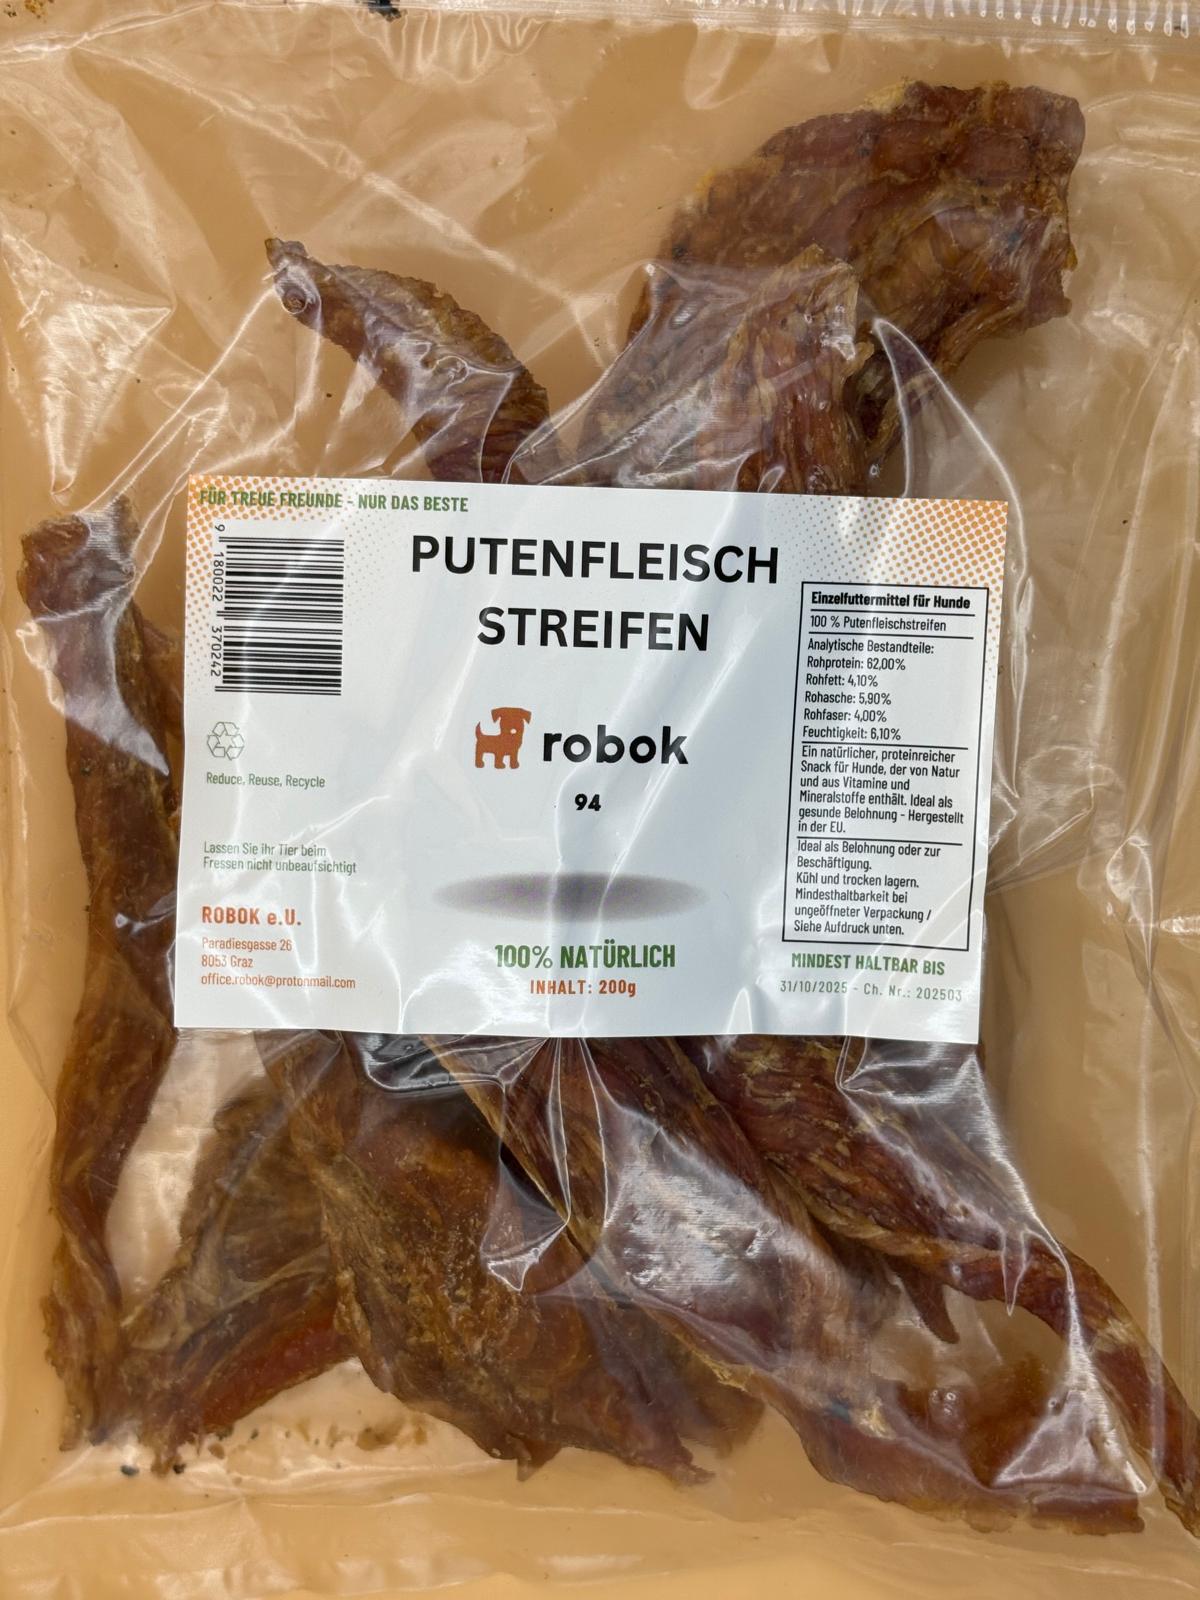 FÜR TREUE FREUNDE - NUR DAS BESTE
9 180022 370242
PUTENFLEISCH
STREIFEN
robok
94
Reduce, Reuse, Recycle
Lassen Sie ihr Tier beim
Fressen nicht unbeaufsichtigt
ROBOK e.U.
Paradiesgasse 26
8053 Graz
office.robok@protonmail.com
100% NATÜRLICH
INHALT: 200g
Einzelfuttermittel für Hunde
100 % Putenfleischstreifen
Analytische Bestandteile:
Rohprotein: 62,00%
Rohfett: 4,10%
Rohasche: 5,90%
Rohfaser: 4,00%
Feuchtigkeit: 6,10%
Ein natürlicher, proteinreicher
Snack für Hunde, der von Natur
und aus Vitamine und
Mineralstoffe enthält. Ideal als
gesunde Belohnung - Hergestellt
in der EU.
Ideal als Belohnung oder zur
Beschäftigung.
Kühl und trocken lagern.
Mindesthaltbarkeit bei
ungeöffneter Verpackung /
Siehe Aufdruck unten.
MINDEST HALTBAR BIS
31/10/2025 - Ch. Nr.: 202503